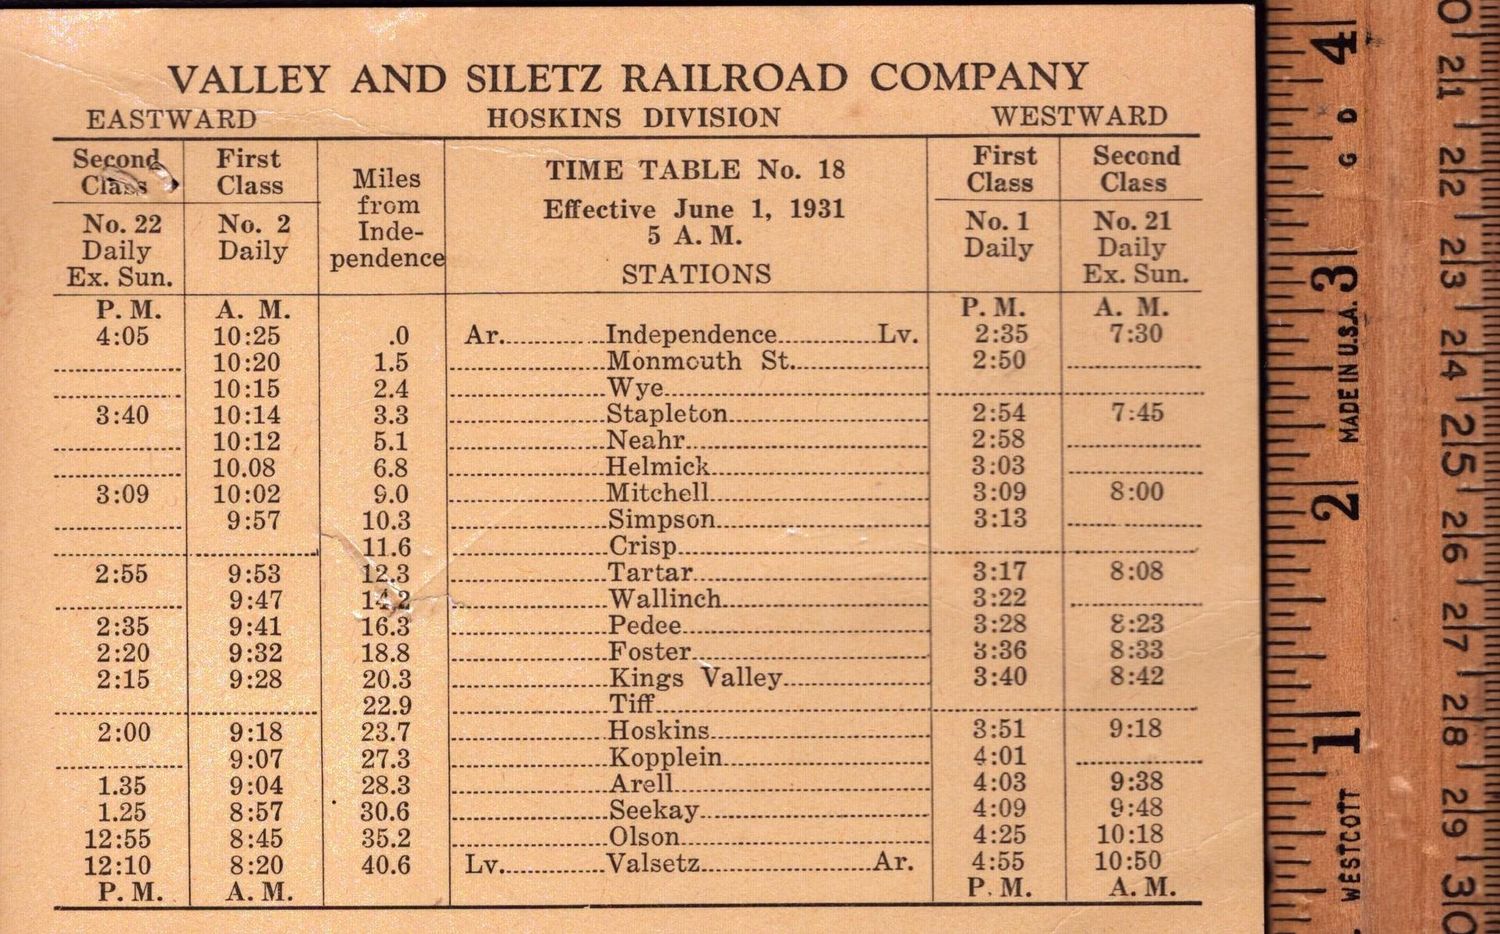 VALLEY AND SILETZ RAILROAD COMPANY
EASTWARD HOSKINS DIVISION WESTWARD
Second Class First Class Miles from Inde-pendence TIME TABLE No. 18 First Class Second Class
Effective June 1, 1931
5 A. M.
No. 22 Daily Ex. Sun. No. 2 Daily STATIONS No. 1 Daily No. 21 Daily Ex. Sun.
P. M. A. M. P. M. A. M.
4:05 10:25 .0 Ar. Independence Lv. 2:35 7:30
10:20 1.5 Monmouth St. 2:50
10:15 2.4 Wye
3:40 10:14 3.3 Stapleton 2:54 7:45
10:12 5.1 Neahr 2:58
10.08 6.8 Helmick 3:03
3:09 10:02 9.0 Mitchell 3:09 8:00
9:57 10.3 Simpson 3:13
11.6 Crisp
2:55 9:53 12.3 Tartar 3:17 8:08
9:47 14.2 Wallinch 3:22
2:35 9:41 16.3 Pedee 3:28 8:23
2:20 9:32 18.8 Foster 3:36 8:33
2:15 9:28 20.3 Kings Valley 3:40 8:42
22.9 Tiff
2:00 9:18 23.7 Hoskins 3:51 9:18
9:07 27.3 Kopplein 4:01
1.35 9:04 28.3 Arell 4:03 9:38
1.25 8:57 30.6 Seekay 4:09 9:48
12:55 8:45 35.2 Olson 4:25 10:18
12:10 8:20 40.6 Lv. Valsetz Ar. 4:55 10:50
P. M. A. M. P. M. A. M.
4 3 2 1
G D
MADE IN U.S.A.
WESTCOTT
21 22 23 24 25 26 27 28 29 30